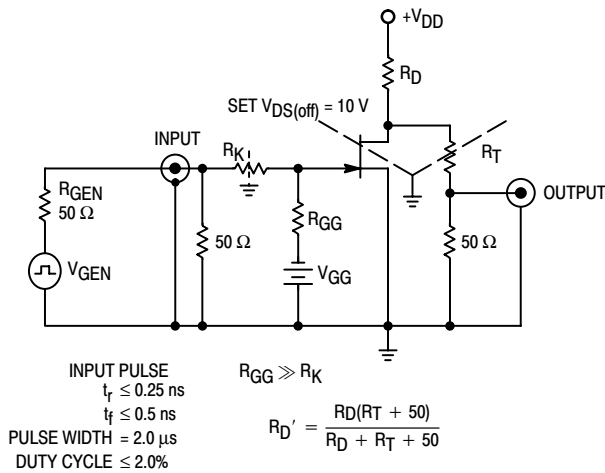 +VDD
RD
SET VDS(off) = 10 V
INPUT
RK
RT
RGEN
50 Ω
OUTPUT
RGG
50 Ω
50 Ω
VGEN
VGG
INPUT PULSE
tr ≤ 0.25 ns
tf ≤ 0.5 ns
PULSE WIDTH = 2.0 μs
DUTY CYCLE ≤ 2.0%
RGG ≫ RK
RD′ = RD(RT + 50) / RD + RT + 50